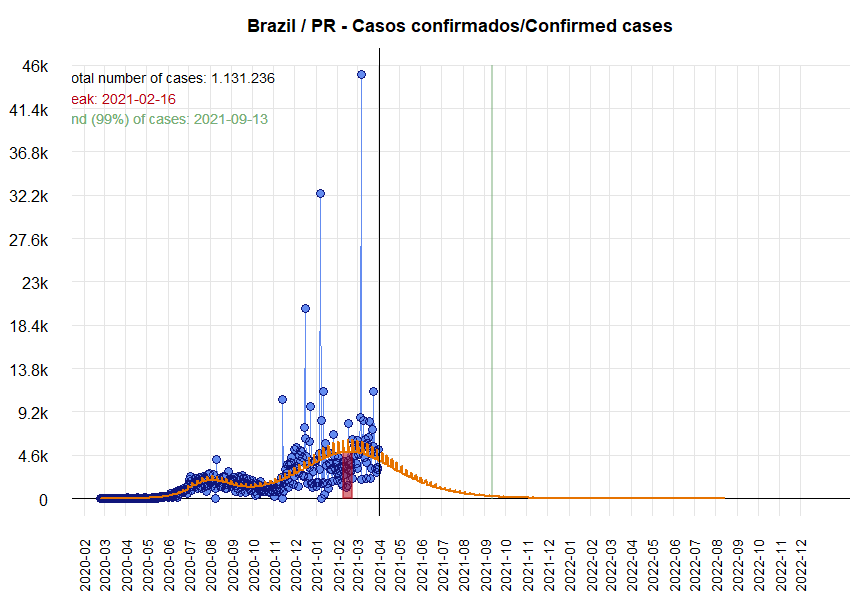 Brazil / PR - Casos confirmados/Confirmed cases
46k
otal number of cases: 1.131.236
eak: 2021-02-16
41.4k
nd (99%) of cases: 2021-09-13
36.8k
32.2k
27.6k
23k
18.4k
13.8k
9.2k
4.6k
0
2020-02
2020-03
2020-04
2020-05
2020-06
2020-07
2020-08
2020-09
2020-10
2020-11
2020-12
2021-01
2021-02
2021-03
2021-04
2021-05
2021-06
2021-07
2021-08
2021-09
2021-10
2021-11
2021-12
2022-01
2022-02
2022-03
2022-04
2022-05
2022-06
2022-07
2022-08
2022-09
2022-10
2022-11
2022-12